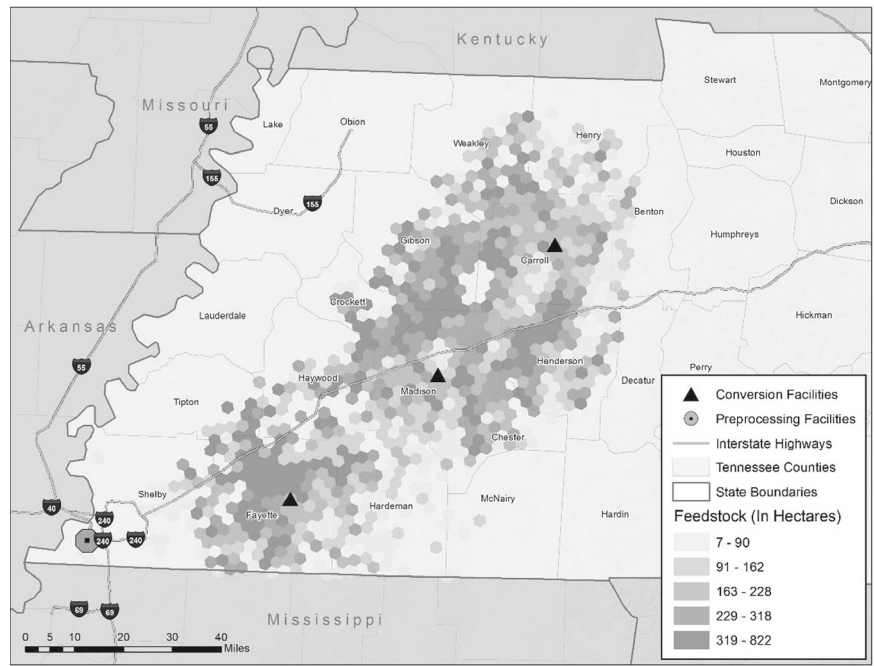 Kentucky
Stewart
Montgomery
Missouri
55
Lake
Obion
Weakley
Henry
Houston
155
155
Dyer
Benton
Dickson
Gibson
Humphreys
Carroll
Crockett
Lauderdale
Hickman
Arkansas
55
Haywood
Henderson
Perry
Madison
Decatur
Tipton
Chester
Shelby
McNairy
40
Fayette
Hardeman
Hardin
240
240
240
69
69
Mississippi
0 5 10 20 30 40
Miles
Conversion Facilities
Preprocessing Facilities
Interstate Highways
Tennessee Counties
State Boundaries
Feedstock (In Hectares)
7 - 90
91 - 162
163 - 228
229 - 318
319 - 822